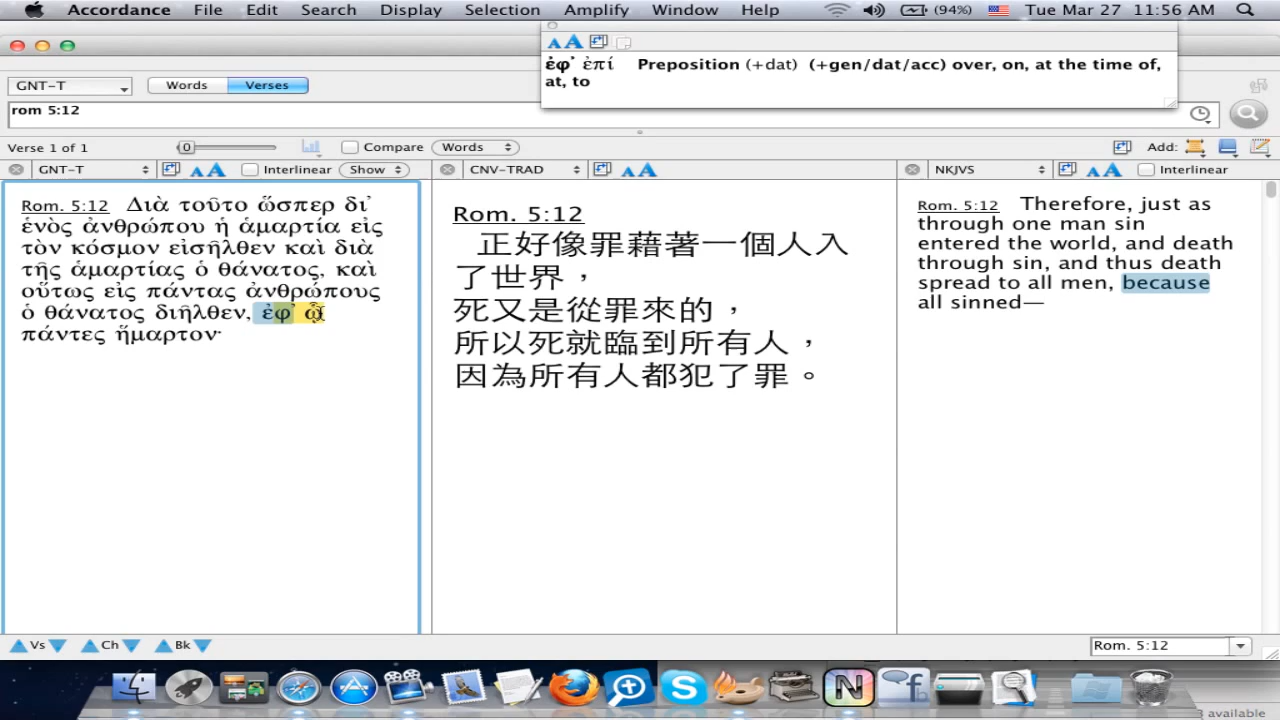 Accordance File Edit Search Display Selection Amplify Window Help (94%) Tue Mar 27 11:56 AM
ἐφ᾿ ἐπί Preposition (+dat) (+gen/dat/acc) over, on, at the time of,
at, to
GNT-T Words Verses
rom 5:12
Verse 1 of 1 0 Compare Words Add:
GNT-T Interlinear Show
CNV-TRAD
NKJVS Interlinear
Rom. 5:12 Διὰ τοῦτο ὥσπερ δι᾿
ἑνὸς ἀνθρώπου ἡ ἁμαρτία εἰς
τὸν κόσμον εἰσῆλθεν καὶ διὰ
τῆς ἁμαρτίας ὁ θάνατος, καὶ
οὕτως εἰς πάντας ἀνθρώπους
ὁ θάνατος διῆλθεν, ἐφ᾿ ᾧ
πάντες ἥμαρτον·
Rom. 5:12
正好像罪藉著一個人入
了世界，
死又是從罪來的，
所以死就臨到所有人，
因為所有人都犯了罪。
Rom. 5:12 Therefore, just as
through one man sin
entered the world, and death
through sin, and thus death
spread to all men, because
all sinned—
Vs Ch Bk Rom. 5:12
3 available